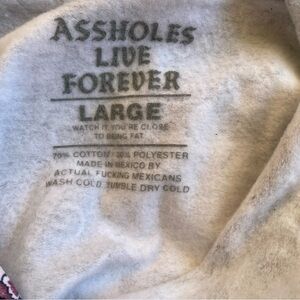 ASSHOLES
LIVE
FOREVER
LARGE
WATCH IT, YOU'RE CLOSE
TO BEING FAT
70% COTTON 30% POLYESTER
MADE IN MEXICO BY
ACTUAL FUCKING MEXICANS
WASH COLD TUMBLE DRY COLD